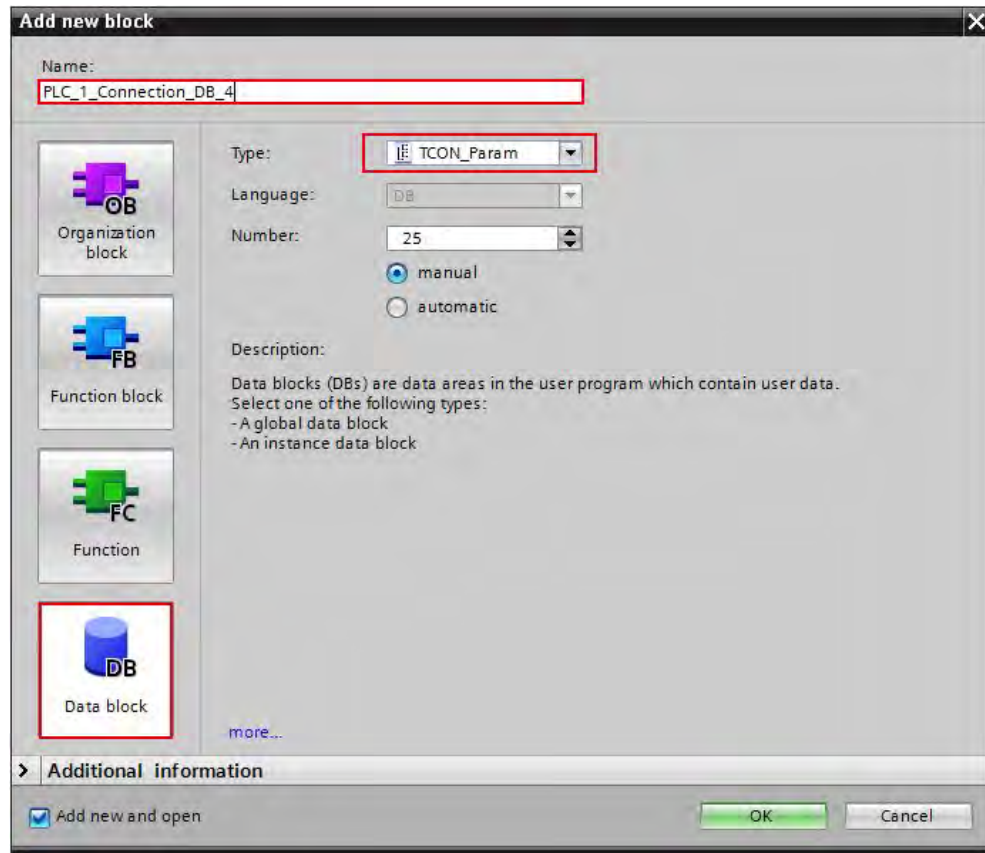 Add new block
Name:
PLC_1_Connection_DB_4
OB
Organization
block
FB
Function block
FC
Function
DB
Data block
Type:
TCON_Param
Language:
DB
Number:
25
manual
automatic
Description:
Data blocks (DBs) are data areas in the user program which contain user data.
Select one of the following types:
- A global data block
- An instance data block
more...
> Additional information
Add new and open
OK
Cancel